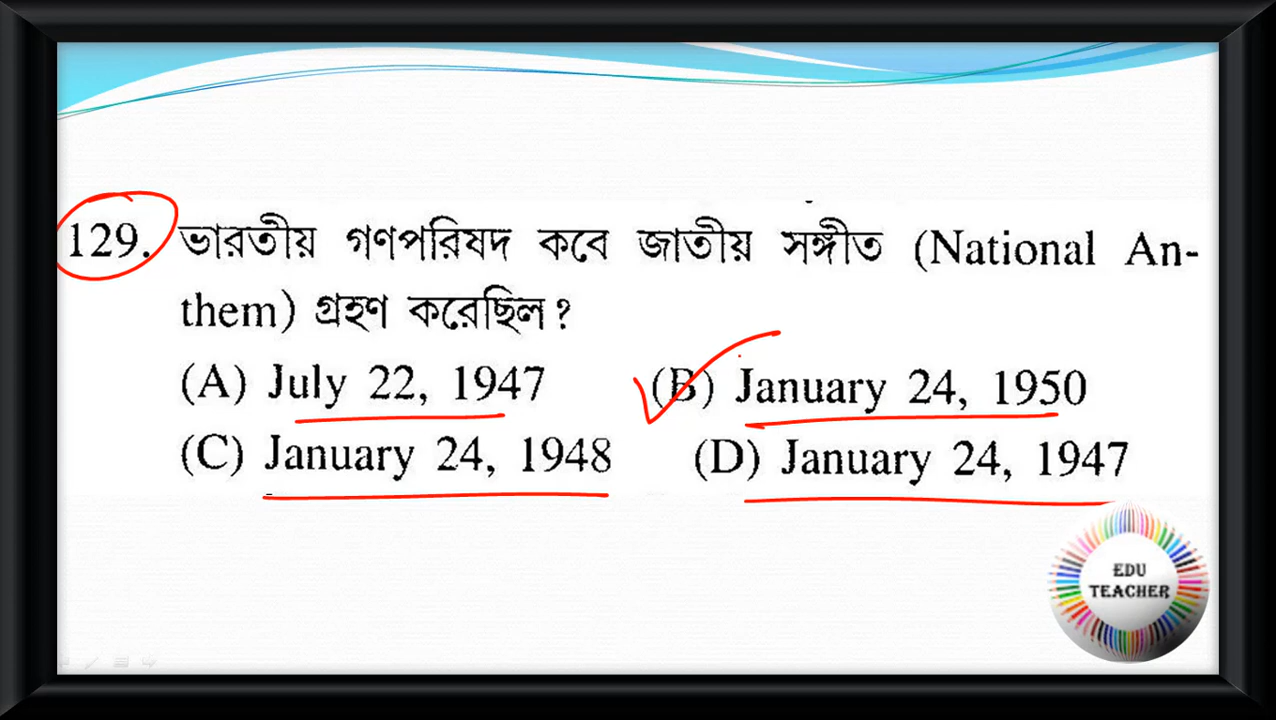 129. ভারতীয় গণপরিষদ কবে জাতীয় সঙ্গীত (National An-
them) গ্রহণ করেছিল?
(A) July 22, 1947 (B) January 24, 1950
(C) January 24, 1948 (D) January 24, 1947
EDU
TEACHER